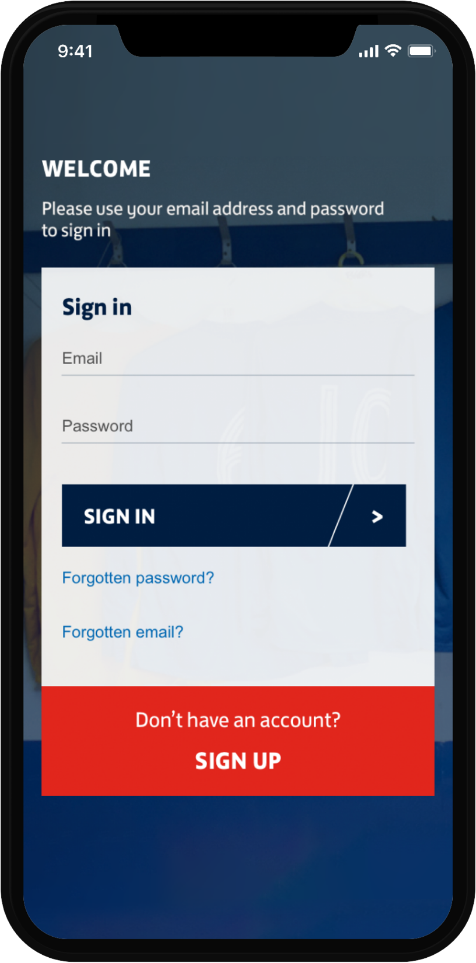 9:41
WELCOME
Please use your email address and password
to sign in
Sign in
Email
Password
SIGN IN >
Forgotten password?
Forgotten email?
Don’t have an account?
SIGN UP